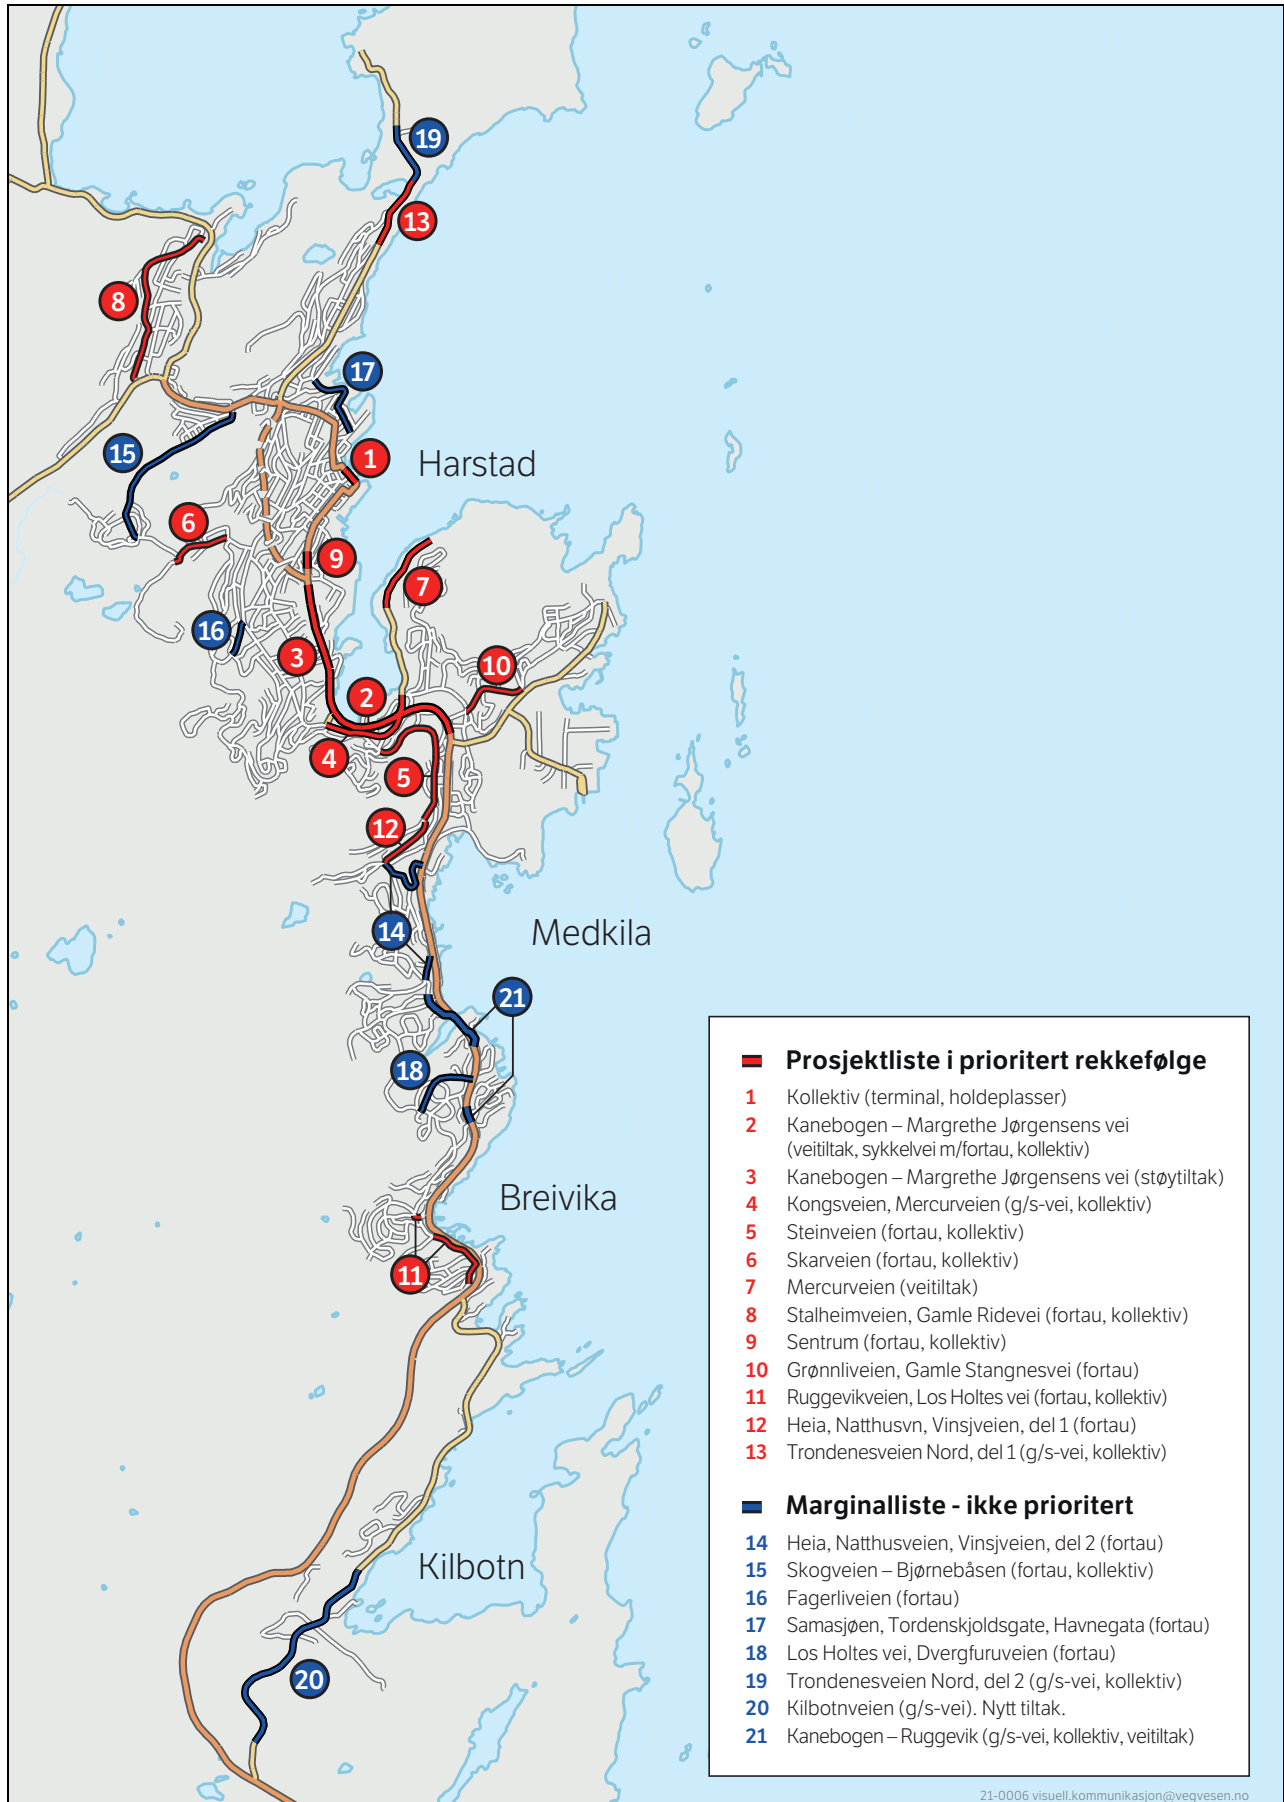 19
13
8
17
15
1
Harstad
6
9
7
16
3
10
2
4
5
12
14
Medkila
21
18
Breivika
11
Kilbotn
20
Prosjektliste i prioritert rekkefølge
1 Kollektiv (terminal, holdeplasser)
2 Kanebogen – Margrethe Jørgensens vei
(veitiltak, sykkelvei m/fortau, kollektiv)
3 Kanebogen – Margrethe Jørgensens vei (støytiltak)
4 Kongsveien, Mercurveien (g/s-vei, kollektiv)
5 Steinveien (fortau, kollektiv)
6 Skarveien (fortau, kollektiv)
7 Mercurveien (veitiltak)
8 Stalheimveien, Gamle Ridevei (fortau, kollektiv)
9 Sentrum (fortau, kollektiv)
10 Grønnliveien, Gamle Stangnesvei (fortau)
11 Ruggevikveien, Los Holtes vei (fortau, kollektiv)
12 Heia, Natthusvn, Vinsjveien, del 1 (fortau)
13 Trondenesveien Nord, del 1 (g/s-vei, kollektiv)
Marginalliste - ikke prioritert
14 Heia, Natthusveien, Vinsjveien, del 2 (fortau)
15 Skogveien – Bjørnebåsen (fortau, kollektiv)
16 Fagerliveien (fortau)
17 Samasjøen, Tordenskjoldsgate, Havnegata (fortau)
18 Los Holtes vei, Dvergfuruveien (fortau)
19 Trondenesveien Nord, del 2 (g/s-vei, kollektiv)
20 Kilbotnveien (g/s-vei). Nytt tiltak.
21 Kanebogen – Ruggevik (g/s-vei, kollektiv, veitiltak)
21-0006 visuell.kommunikasjon@vegvesen.no